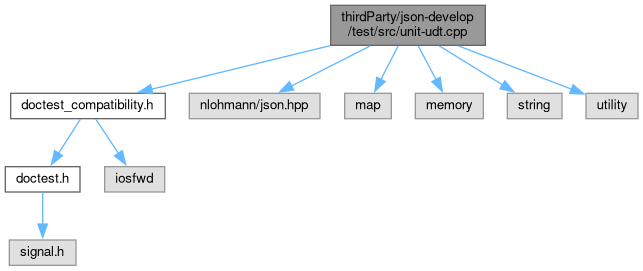 thirdParty/json-develop
/test/src/unit-udt.cpp
doctest_compatibility.h
nlohmann/json.hpp
map
memory
string
utility
doctest.h
iosfwd
signal.h